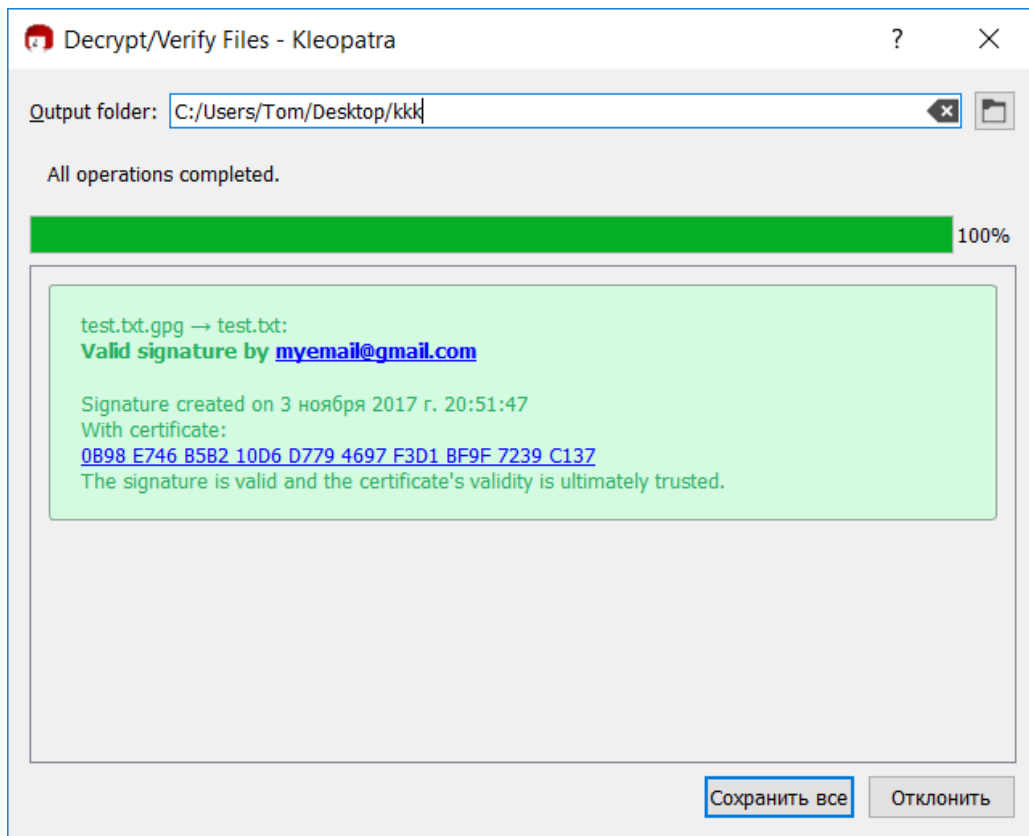 Decrypt/Verify Files - Kleopatra
Output folder: C:/Users/Tom/Desktop/kkk
All operations completed.
100%
test.txt.gpg → test.txt:
Valid signature by myemail@gmail.com
Signature created on 3 ноября 2017 г. 20:51:47
With certificate:
0B98 E746 B5B2 10D6 D779 4697 F3D1 BF9F 7239 C137
The signature is valid and the certificate's validity is ultimately trusted.
Сохранить все Отклонить